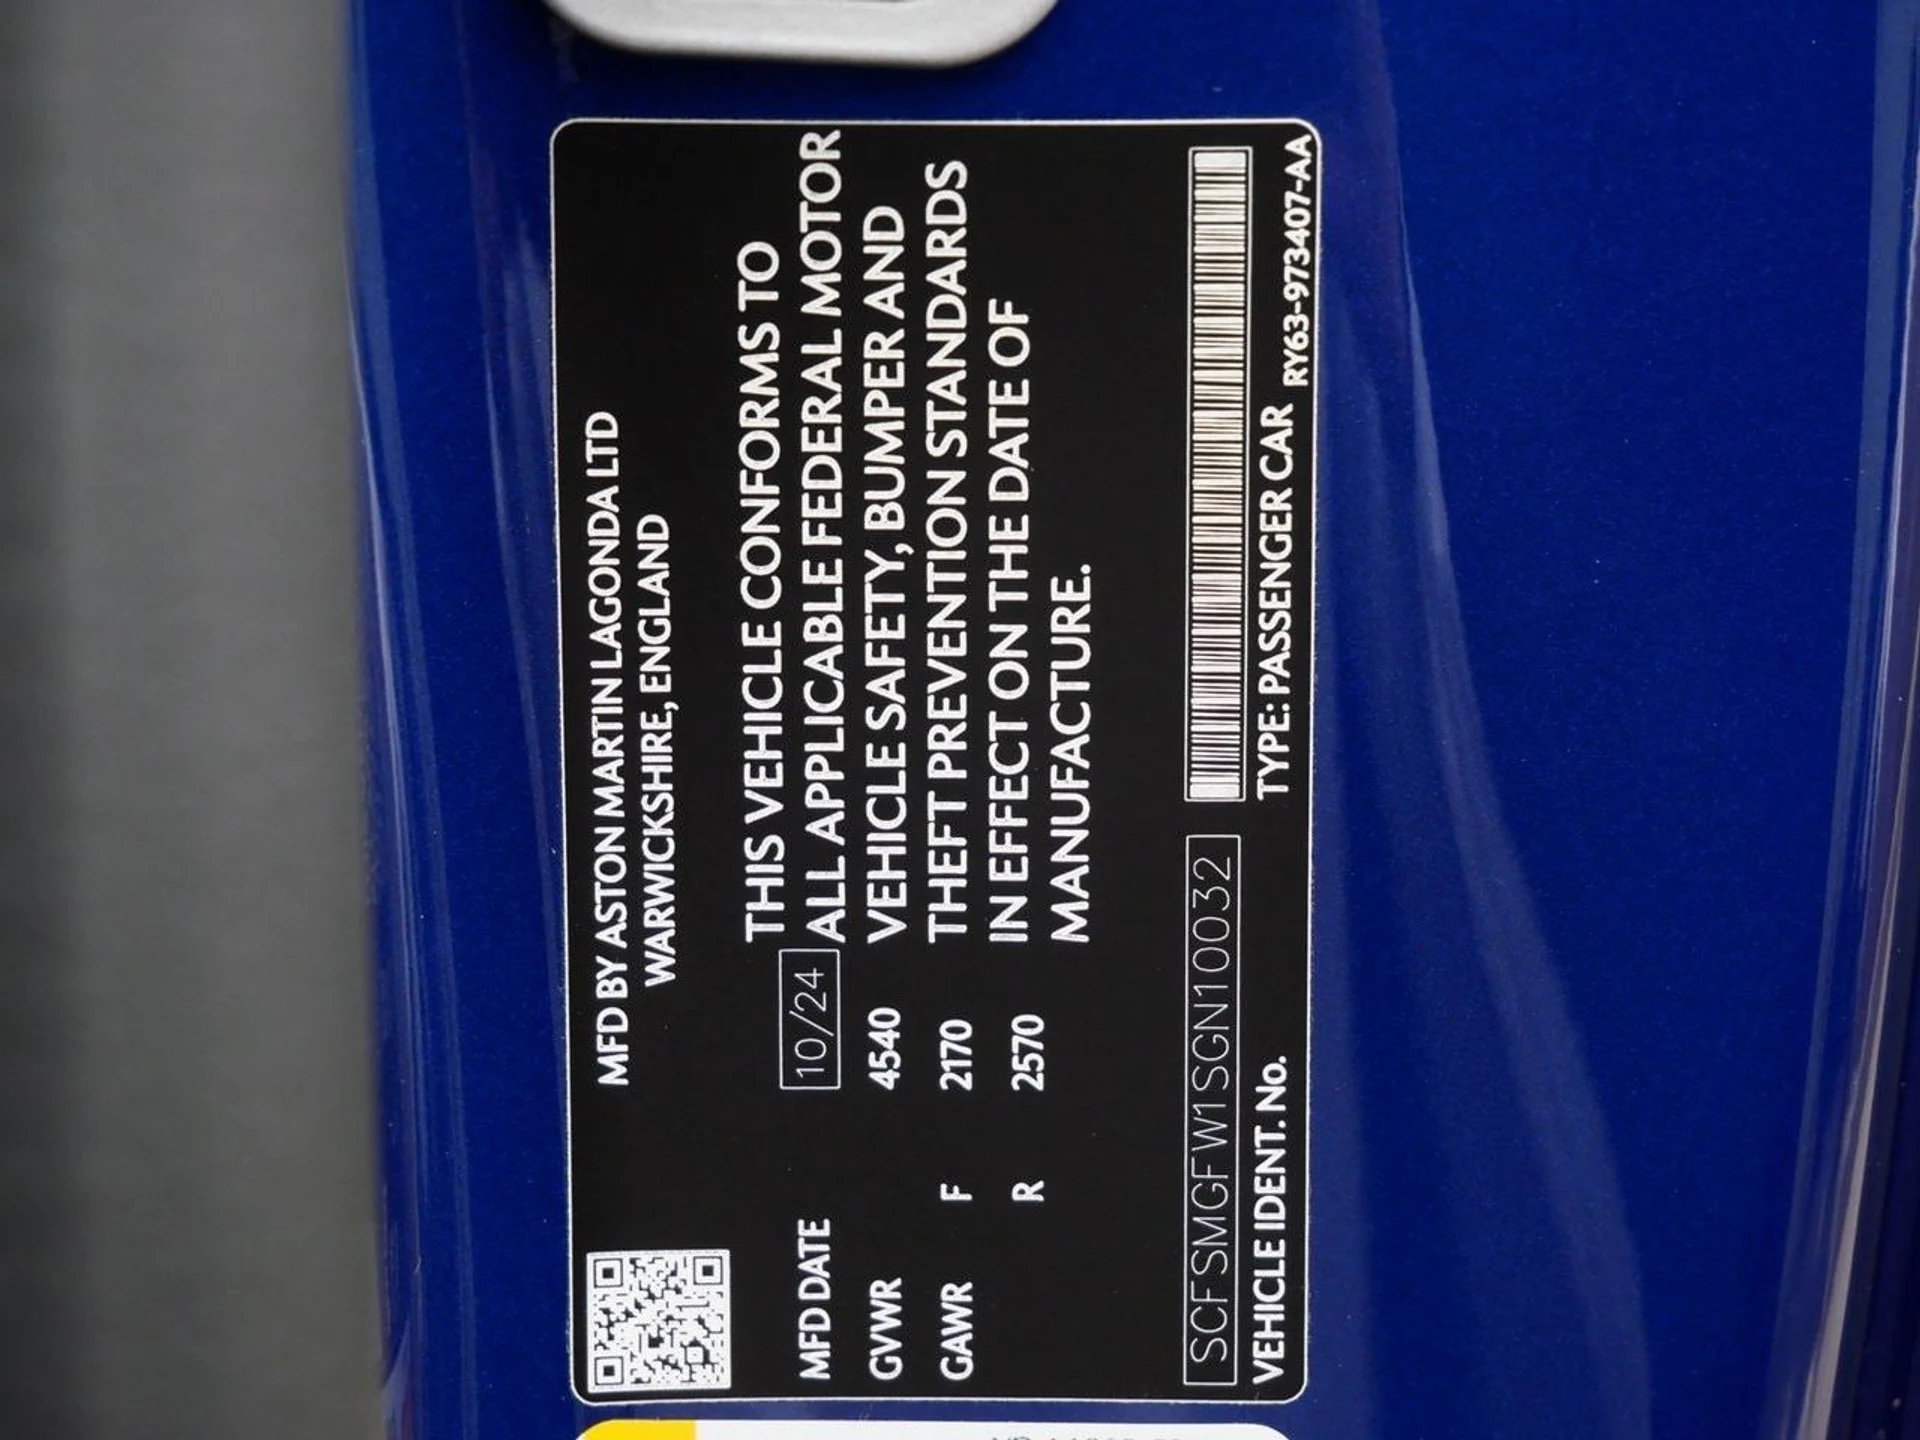 MFD BY ASTON MARTIN LAGONDA LTD
WARWICKSHIRE, ENGLAND
MFD DATE 10/24
GVWR 4540
GAWR F 2170
R 2570
THIS VEHICLE CONFORMS TO
ALL APPLICABLE FEDERAL MOTOR
VEHICLE SAFETY, BUMPER AND
THEFT PREVENTION STANDARDS
IN EFFECT ON THE DATE OF
MANUFACTURE.
SCFSMGFW1SGN10032
VEHICLE IDENT. No.
TYPE: PASSENGER CAR
RY63-973407-AA